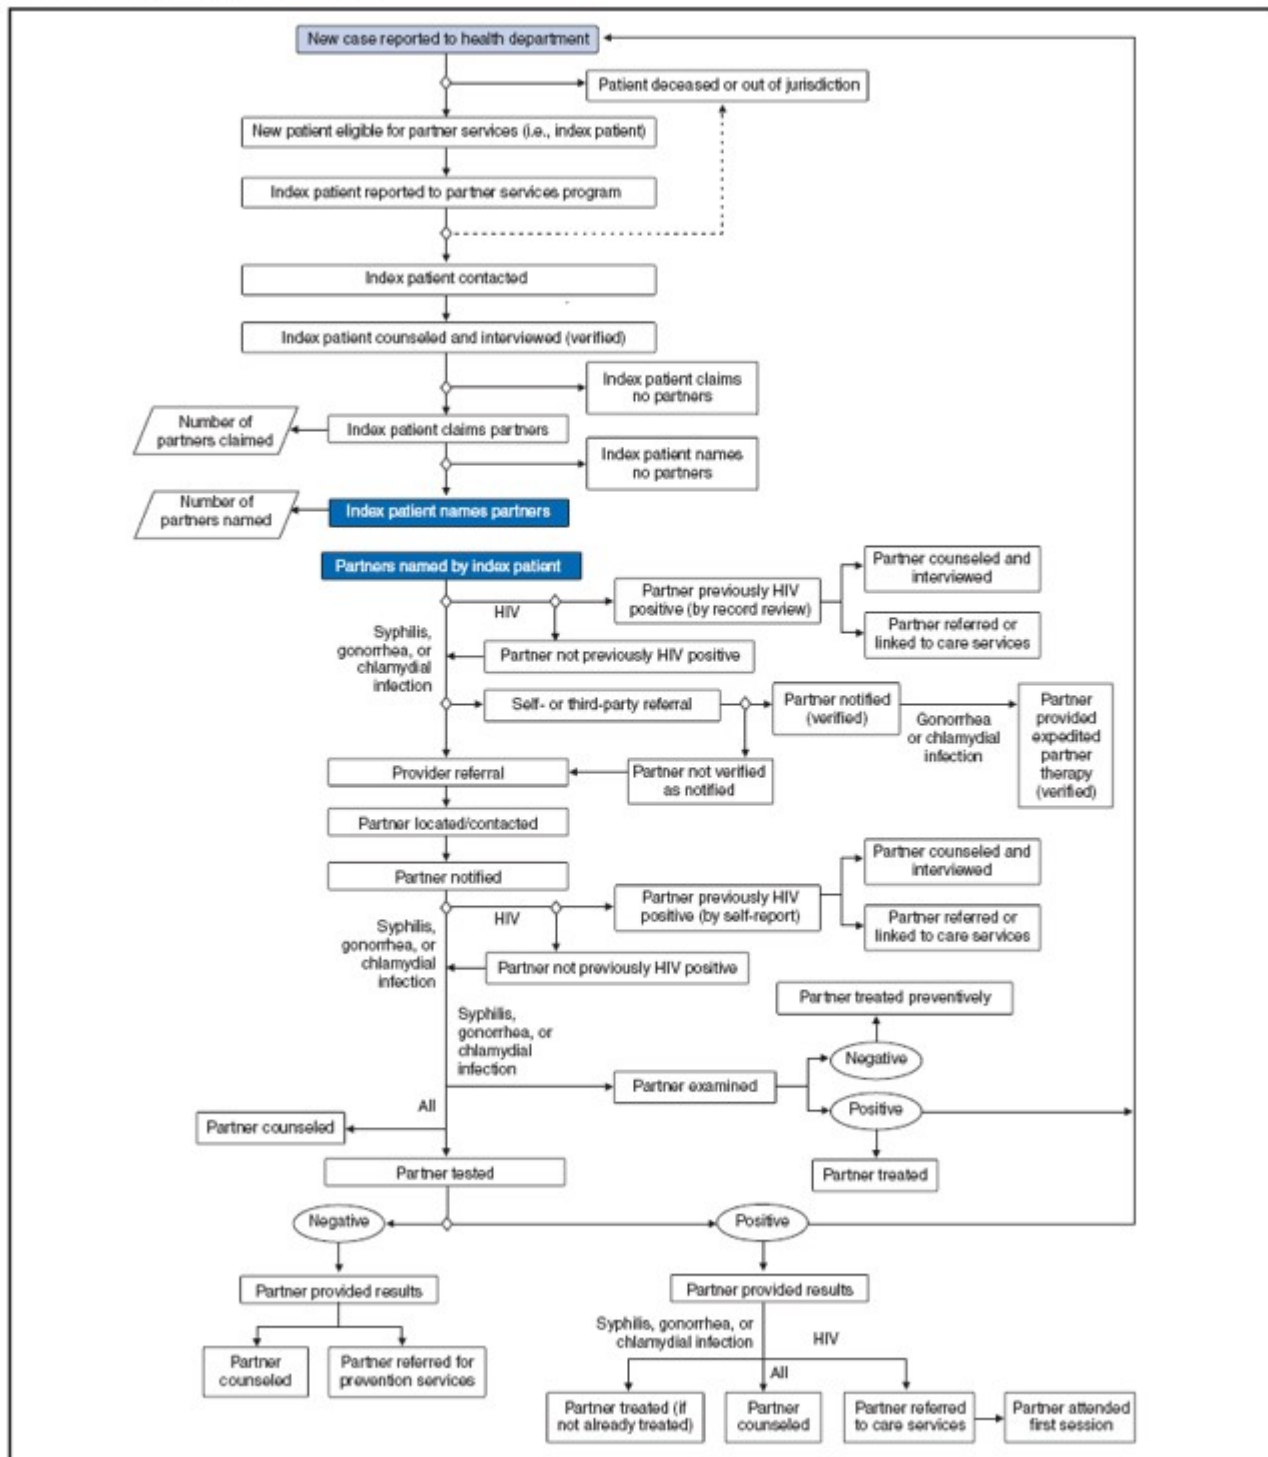 New case reported to health department
Patient deceased or out of jurisdiction
New patient eligible for partner services (i.e., index patient)
Index patient reported to partner services program
Index patient contacted
Index patient counseled and interviewed (verified)
Index patient claims
no partners
Number of
partners claimed
Index patient claims partners
Index patient names
no partners
Number of
partners named
Index patient names partners
Partners named by index patient
Partner counseled and
interviewed
HIV
Partner previously HIV
positive (by record review)
Partner referred or
linked to care services
Syphilis,
gonorrhea, or
chlamydial
infection
Partner not previously HIV positive
Self- or third-party referral
Partner notified
(verified)
Gonorrhea
or chlamydial
infection
Partner
provided
expedited
partner
therapy
(verified)
Provider referral
Partner not verified
as notified
Partner located/contacted
Partner notified
Partner counseled and
interviewed
HIV
Partner previously HIV
positive (by self-report)
Partner referred or
linked to care services
Syphilis,
gonorrhea, or
chlamydial
infection
Partner not previously HIV positive
Partner treated preventively
Syphilis,
gonorrhea, or
chlamydial
infection
Negative
Partner examined
Positive
All
Partner counseled
Partner treated
Partner tested
Negative
Positive
Partner provided results
Partner provided results
Syphilis, gonorrhea, or
chlamydial infection
HIV
All
Partner
counseled
Partner referred for
prevention services
Partner treated (if
not already treated)
Partner
counseled
Partner referred
to care services
Partner attended
first session